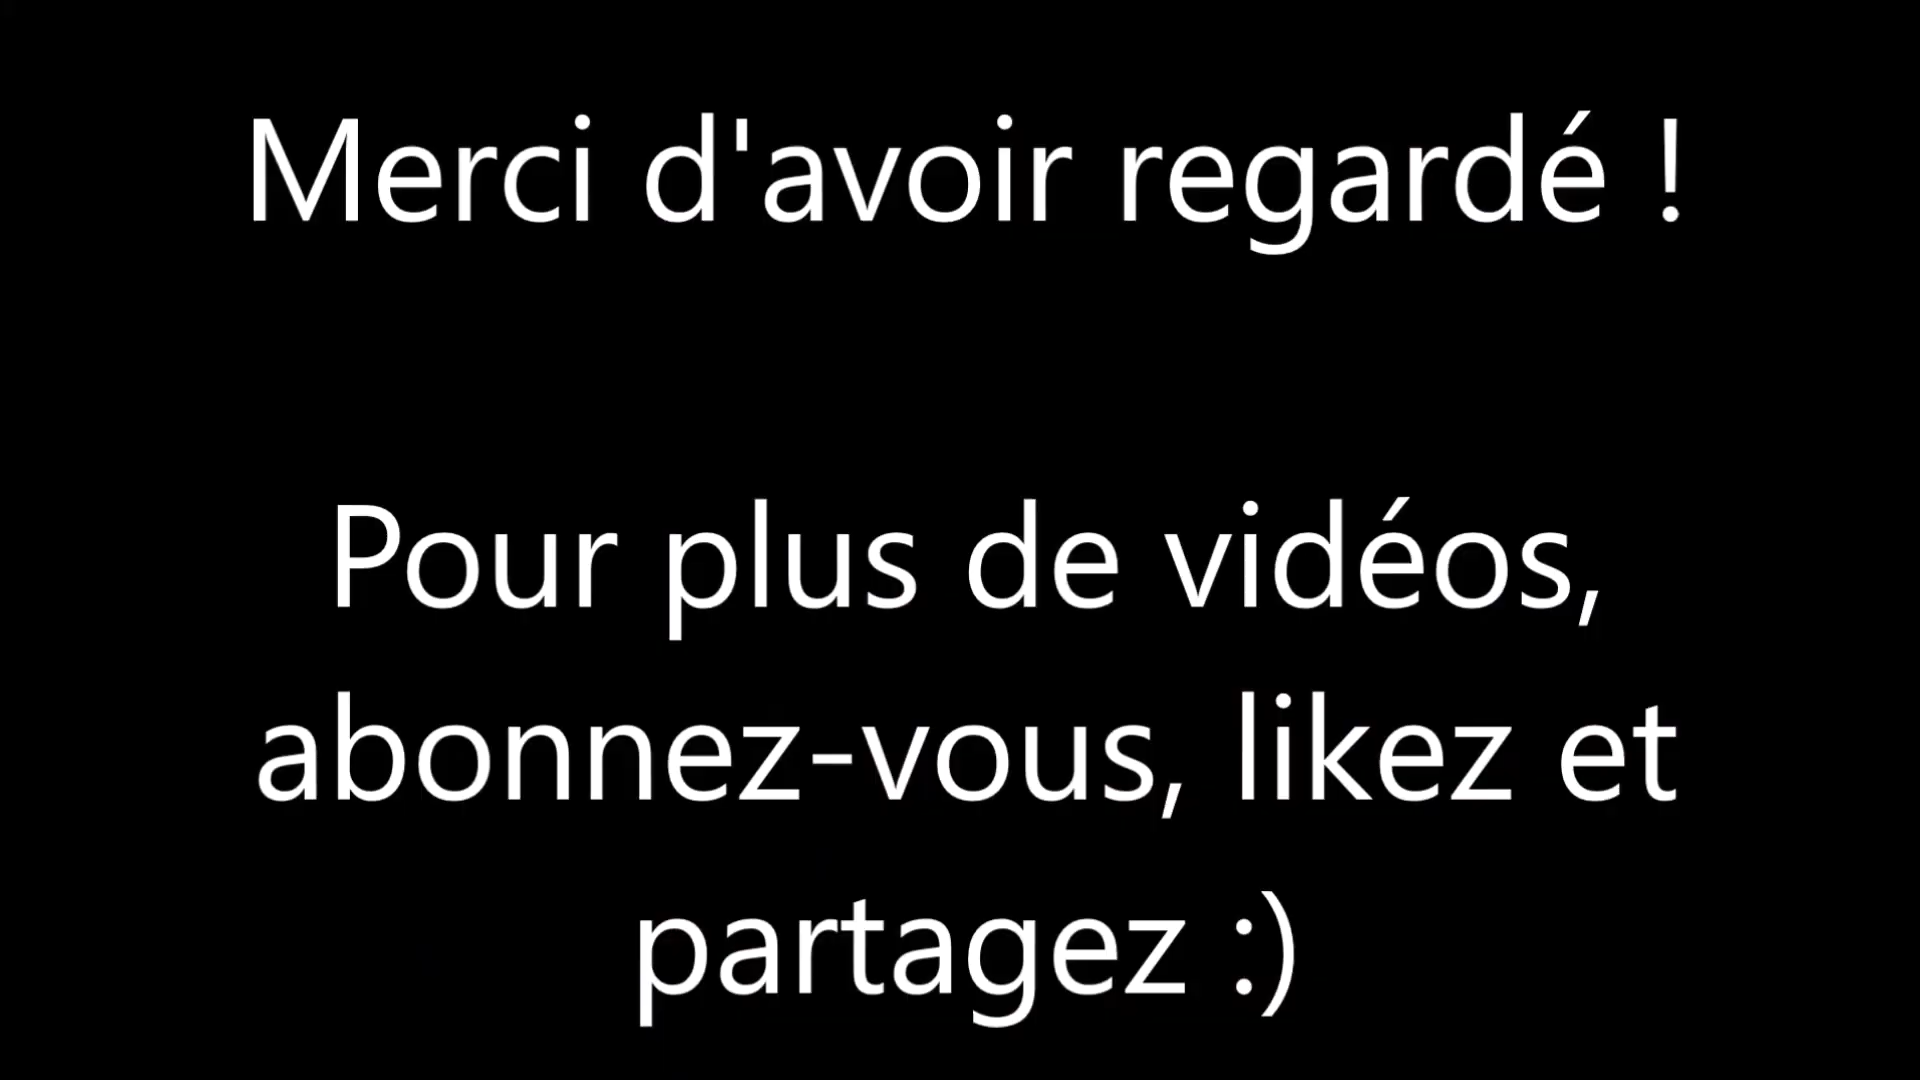 Merci d'avoir regardé !
Pour plus de vidéos,
abonnez-vous, likez et
partagez :)